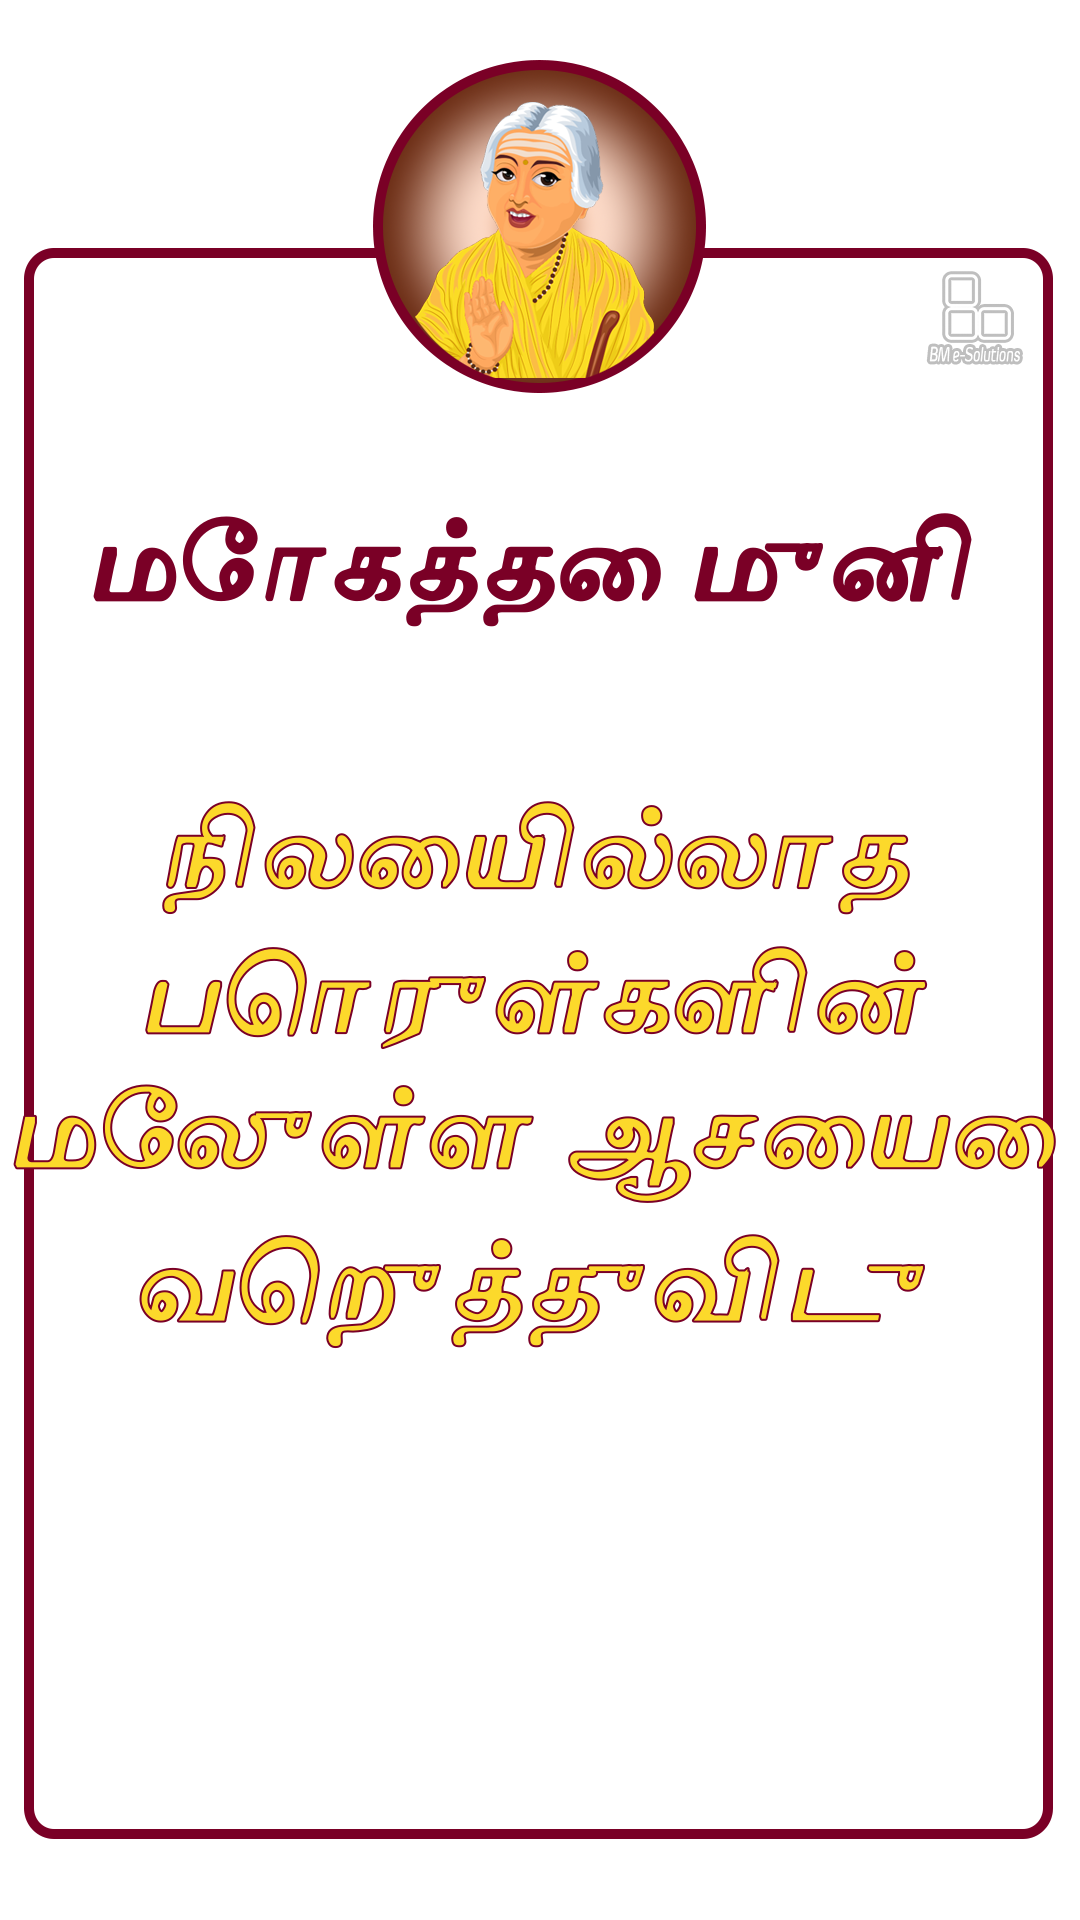 BM e-Solutions
மோகத்தை முனி
நிலையில்லாத
பொருள்களின்
மேலுள்ள ஆசையை
வெறுத்துவிடு